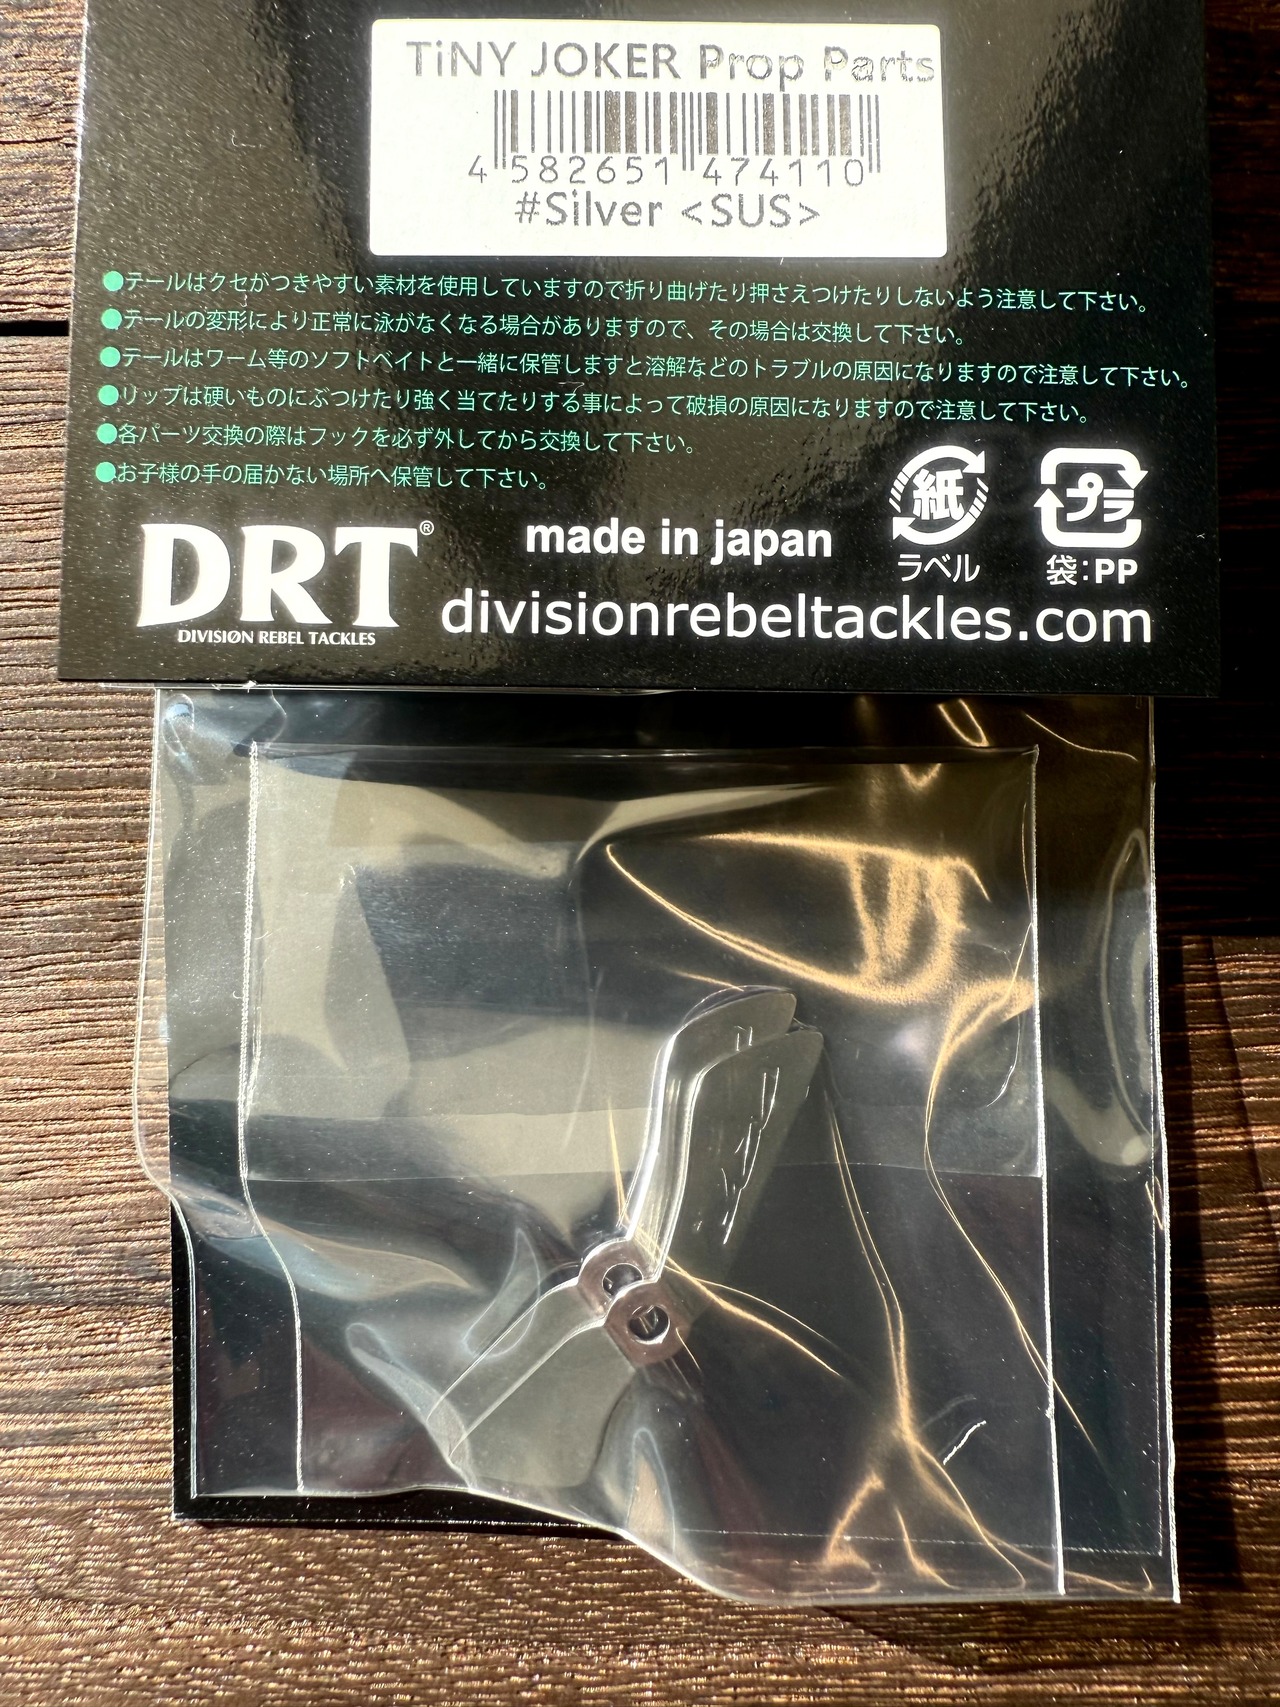 TiNY JOKER Prop Parts
4 582651 474110
#Silver <SUS>
●テールはクセがつきやすい素材を使用していますので折り曲げたり押さえつけたりしないよう注意して下さい。
●テールの変形により正常に泳がなくなる場合がありますので、その場合は交換して下さい。
●テールはワーム等のソフトベイトと一緒に保管しますと溶解などのトラブルの原因になりますので注意して下さい。
●リップは硬いものにぶつけたり強く当てたりする事によって破損の原因になりますので注意して下さい。
●各パーツ交換の際はフックを必ず外してから交換して下さい。
●お子様の手の届かない場所へ保管して下さい。
紙
プラ
ラベル
袋:PP
DRT®
DIVISIØN REBEL TACKLES
made in japan
divisionrebeltackles.com